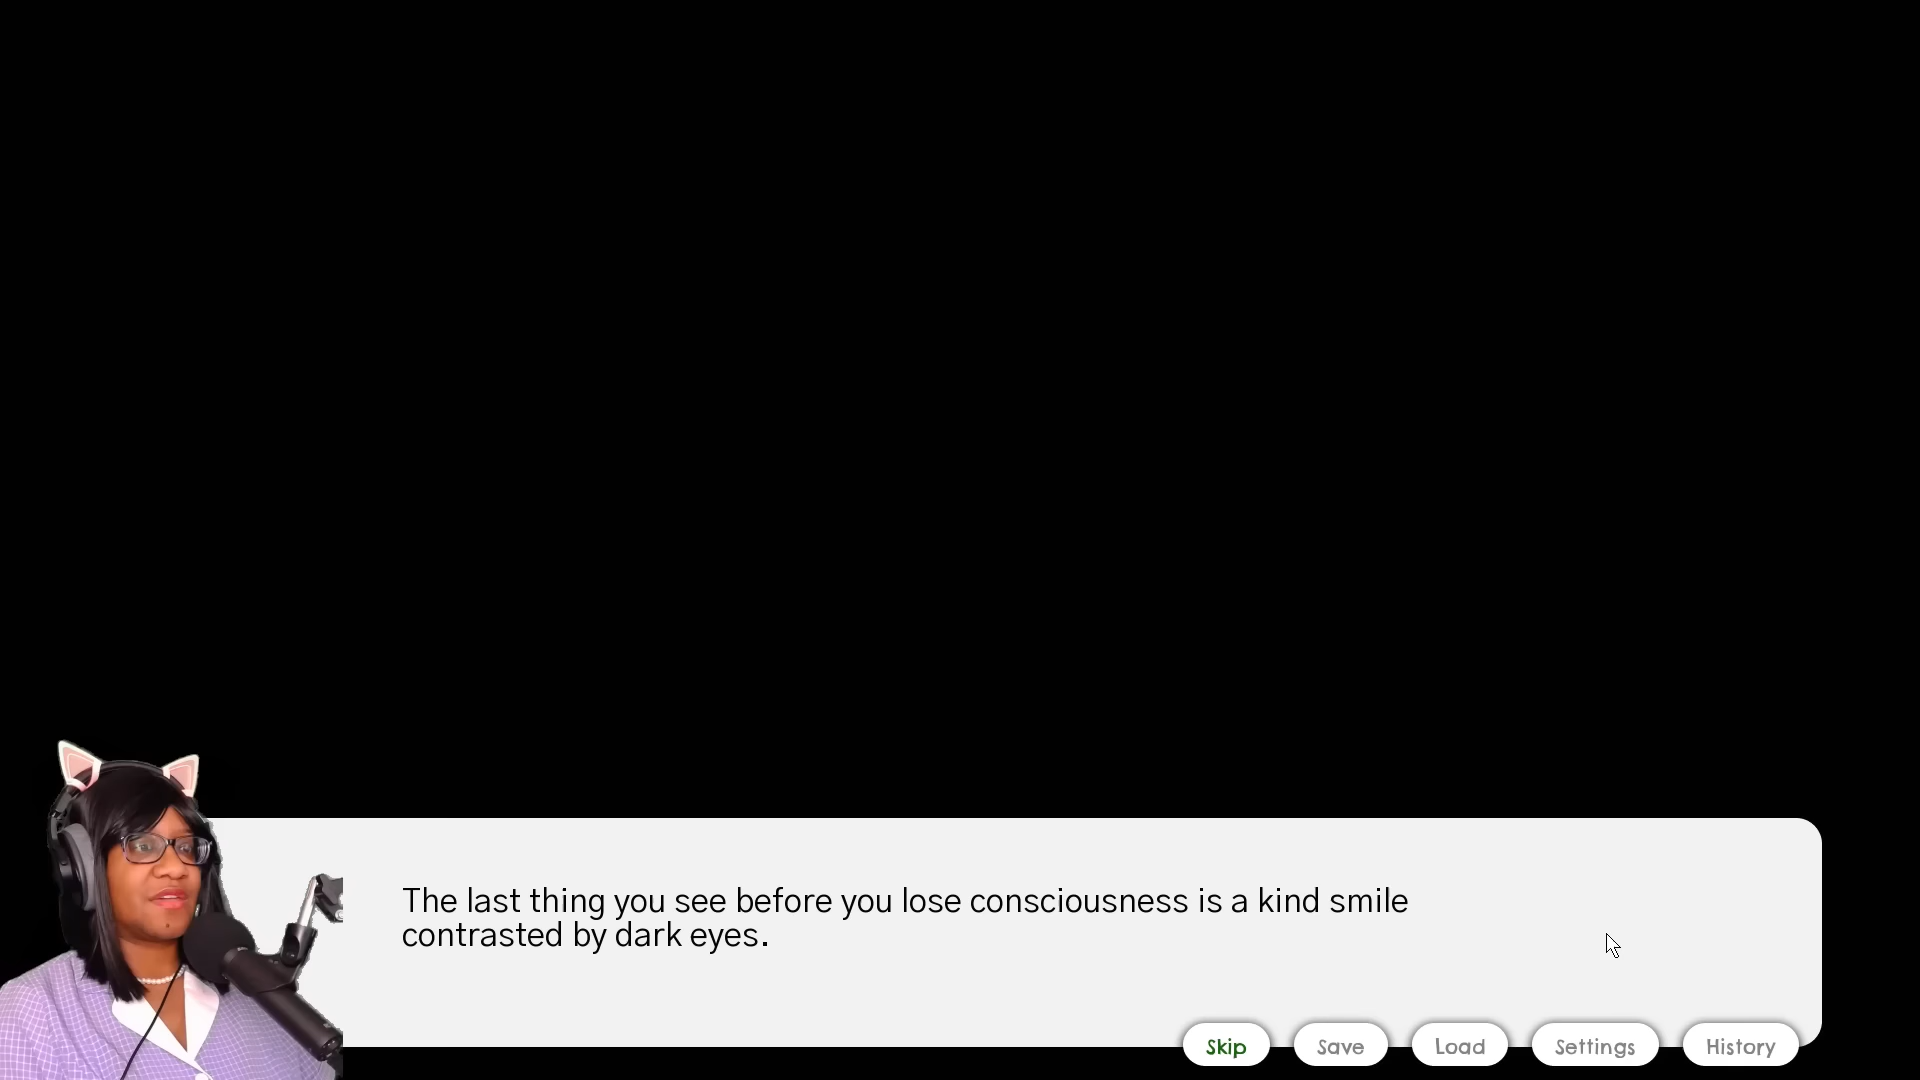 The last thing you see before you lose consciousness is a kind smile
contrasted by dark eyes.
Skip Save Load Settings History